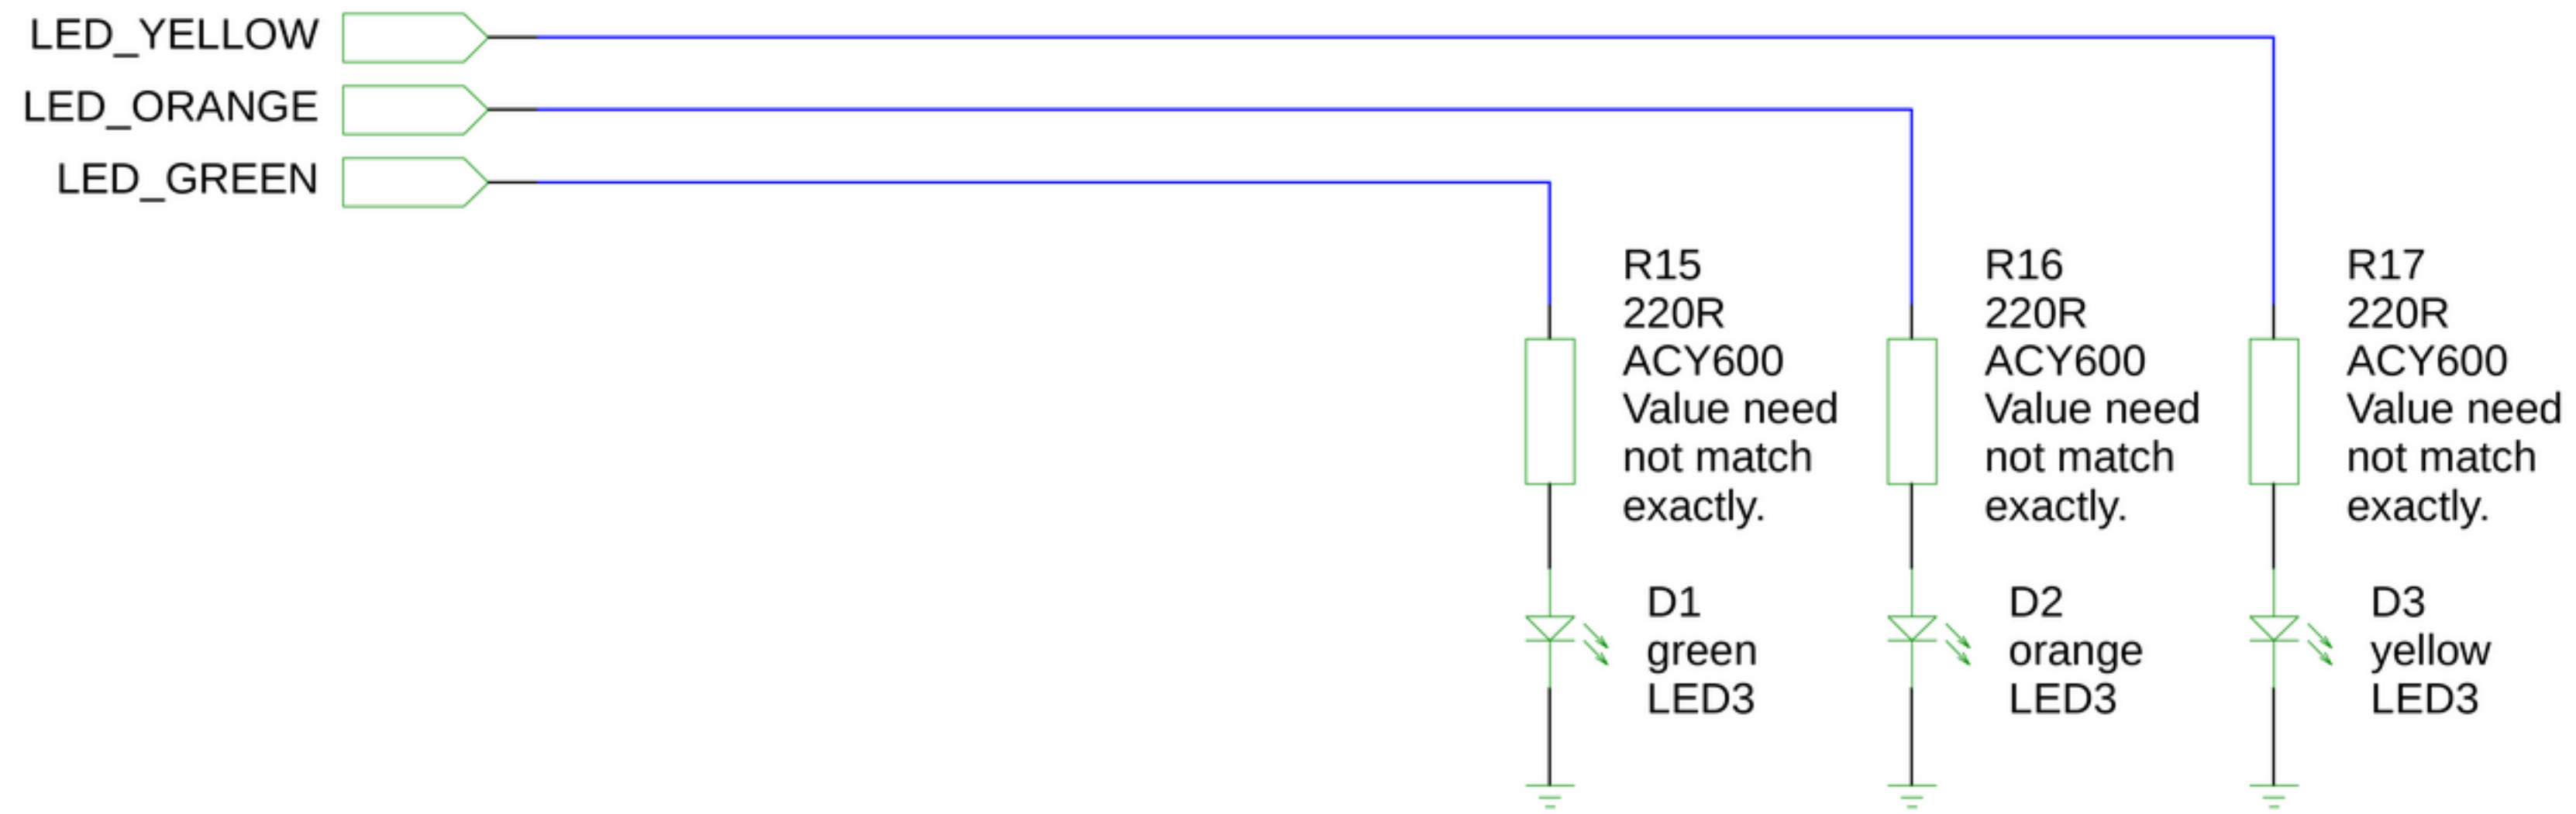 LED_YELLOW
LED_ORANGE
LED_GREEN
R15
220R
ACY600
Value need
not match
exactly.
R16
220R
ACY600
Value need
not match
exactly.
R17
220R
ACY600
Value need
not match
exactly.
D1
green
LED3
D2
orange
LED3
D3
yellow
LED3